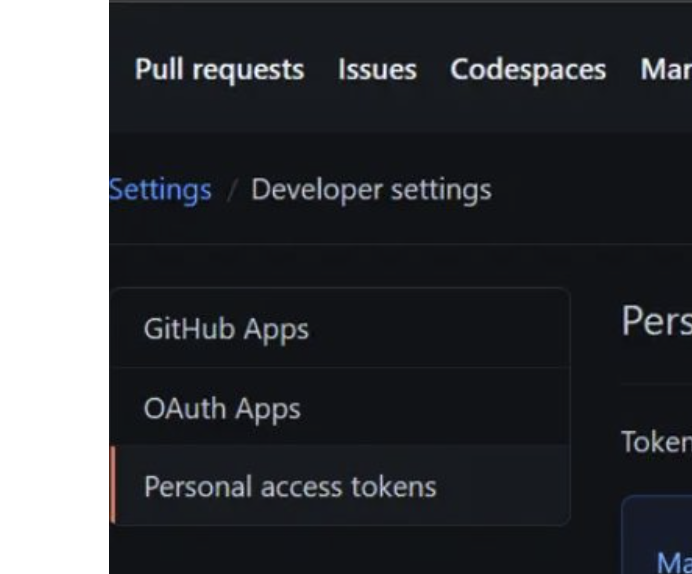 Pull requests Issues Codespaces Mar
Settings / Developer settings
GitHub Apps
OAuth Apps
Personal access tokens
Pers
Token
Ma